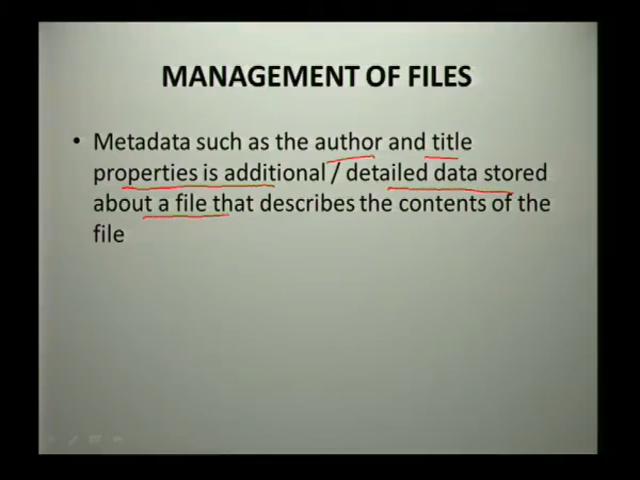 MANAGEMENT OF FILES
• Metadata such as the author and title
properties is additional / detailed data stored
about a file that describes the contents of the
file